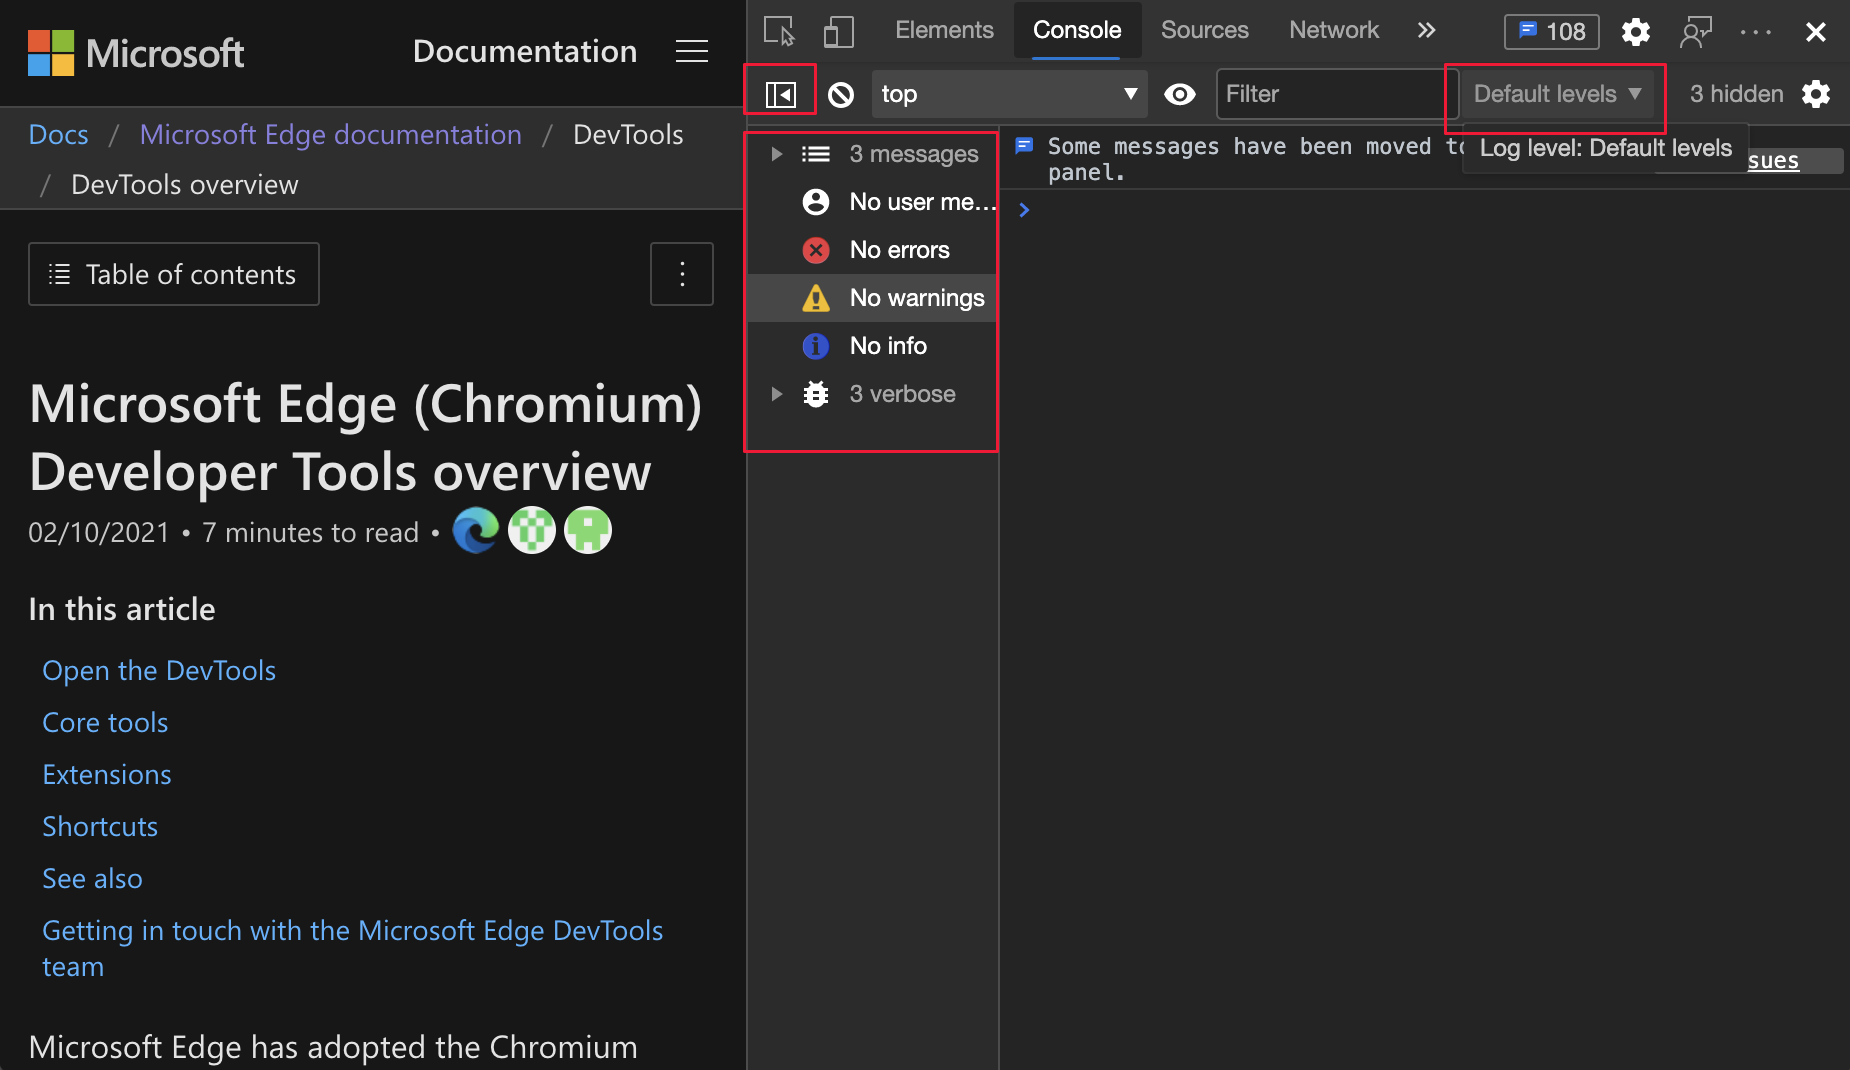 Microsoft
Documentation
Docs / Microsoft Edge documentation / DevTools
/ DevTools overview
Table of contents
Microsoft Edge (Chromium)
Developer Tools overview
02/10/2021 • 7 minutes to read •
In this article
Open the DevTools
Core tools
Extensions
Shortcuts
See also
Getting in touch with the Microsoft Edge DevTools
team
Microsoft Edge has adopted the Chromium
Elements Console Sources Network » 108
top Filter Default levels 3 hidden
3 messages
No user me...
No errors
No warnings
No info
3 verbose
Some messages have been moved to
panel.
Log level: Default levels